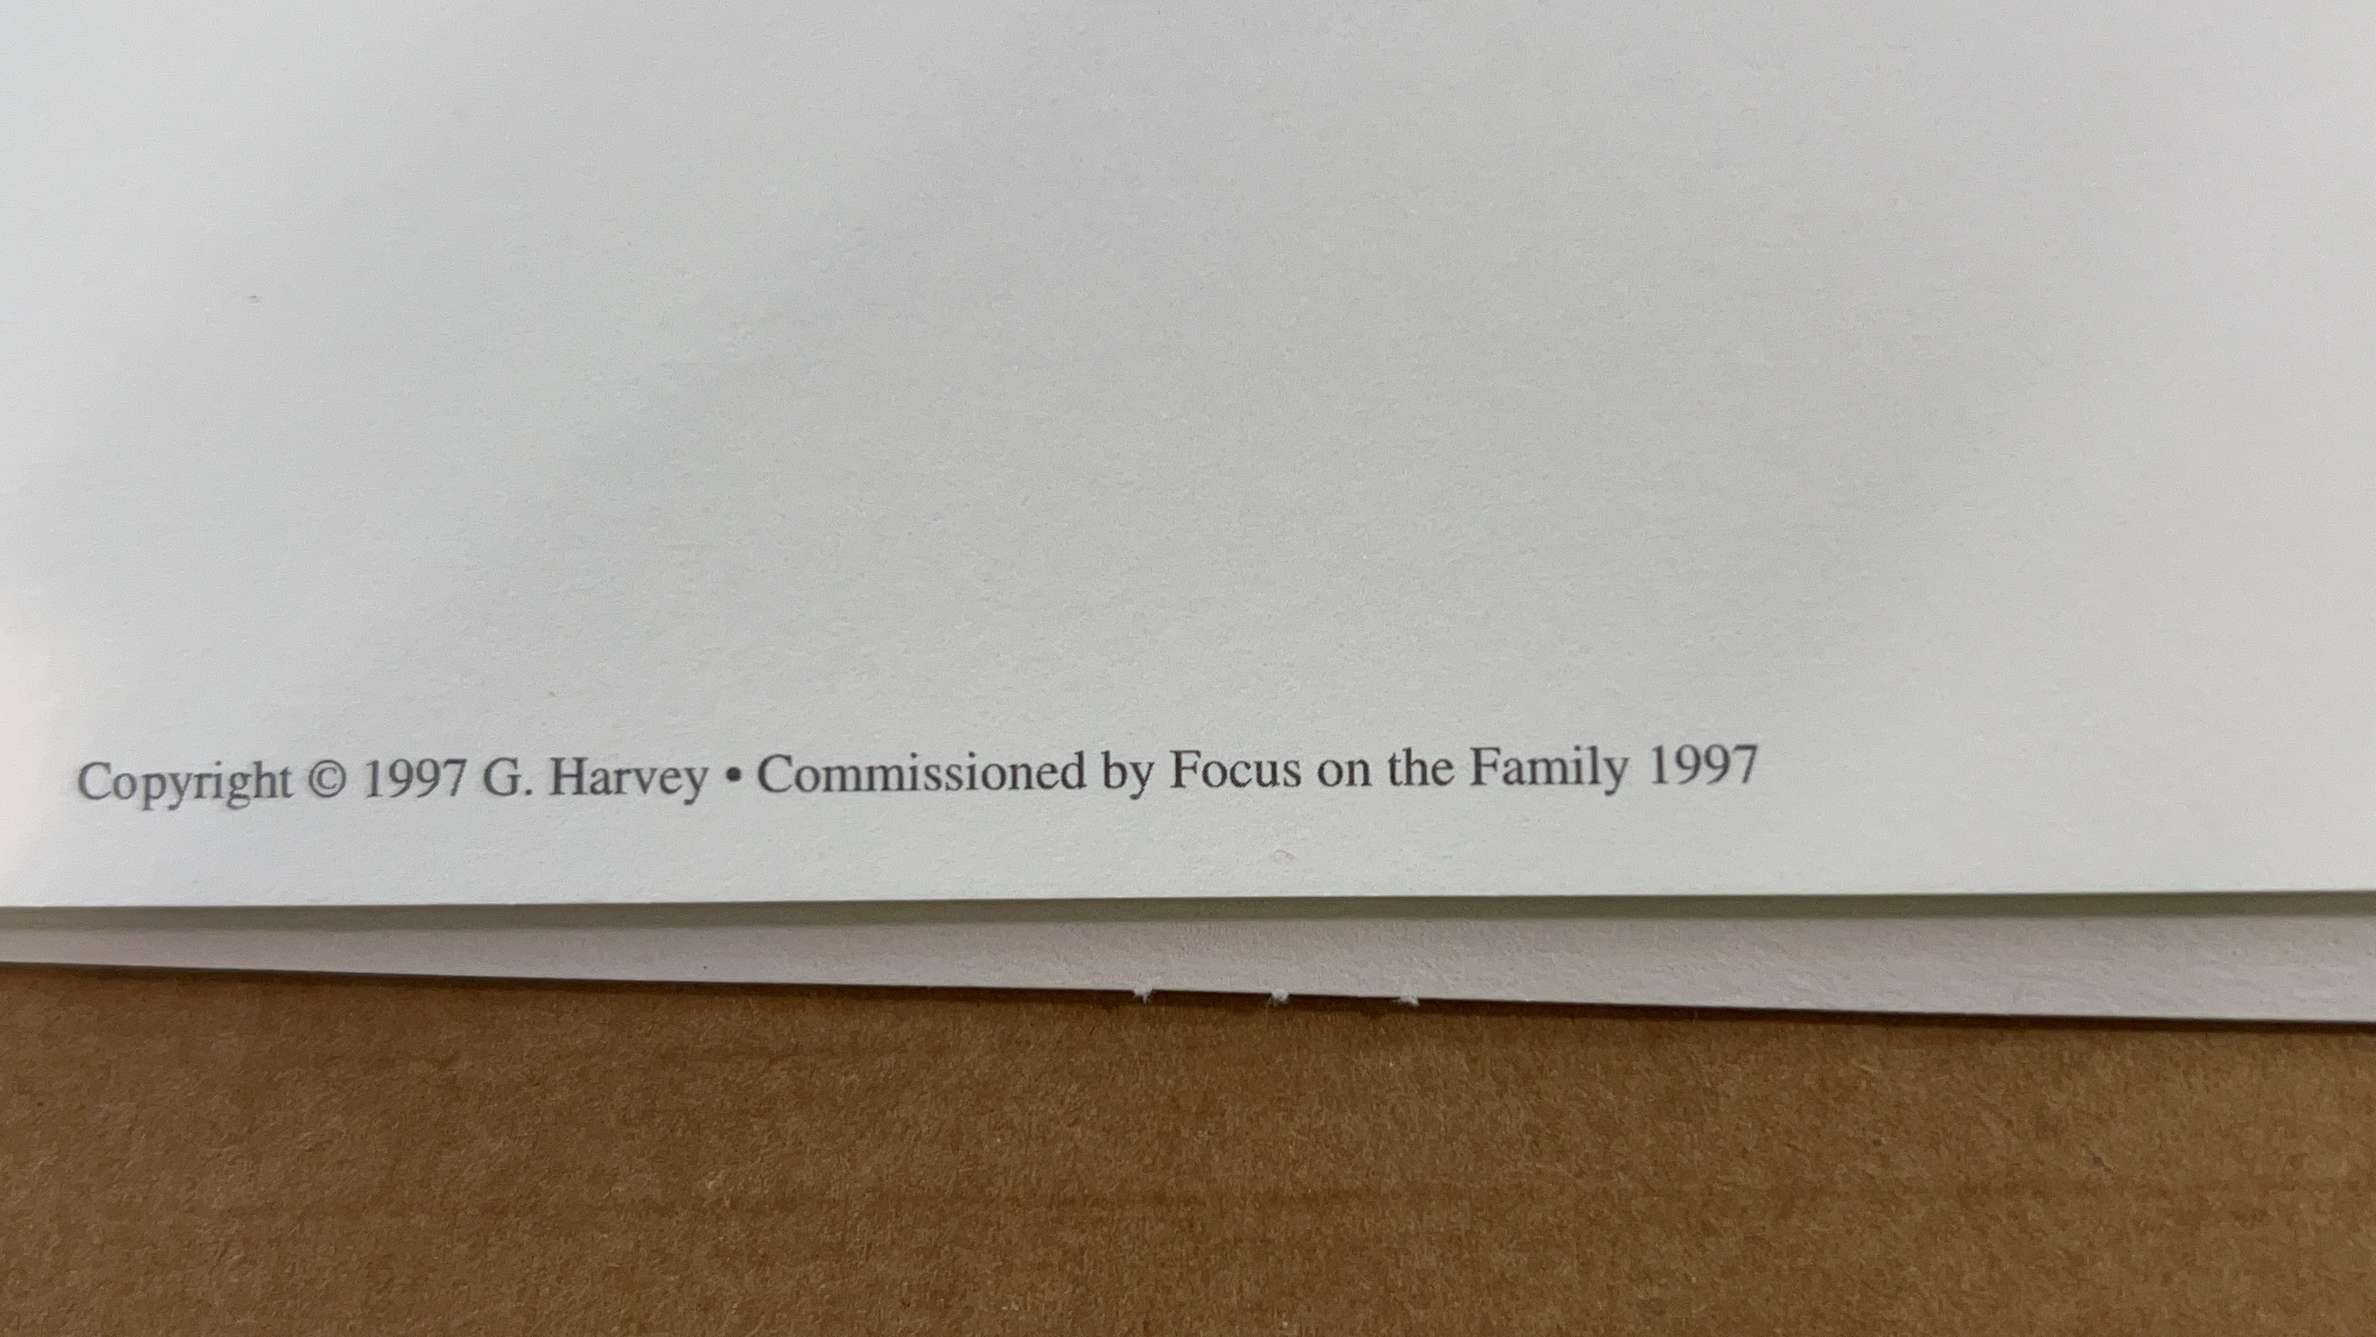 Copyright © 1997 G. Harvey • Commissioned by Focus on the Family 1997